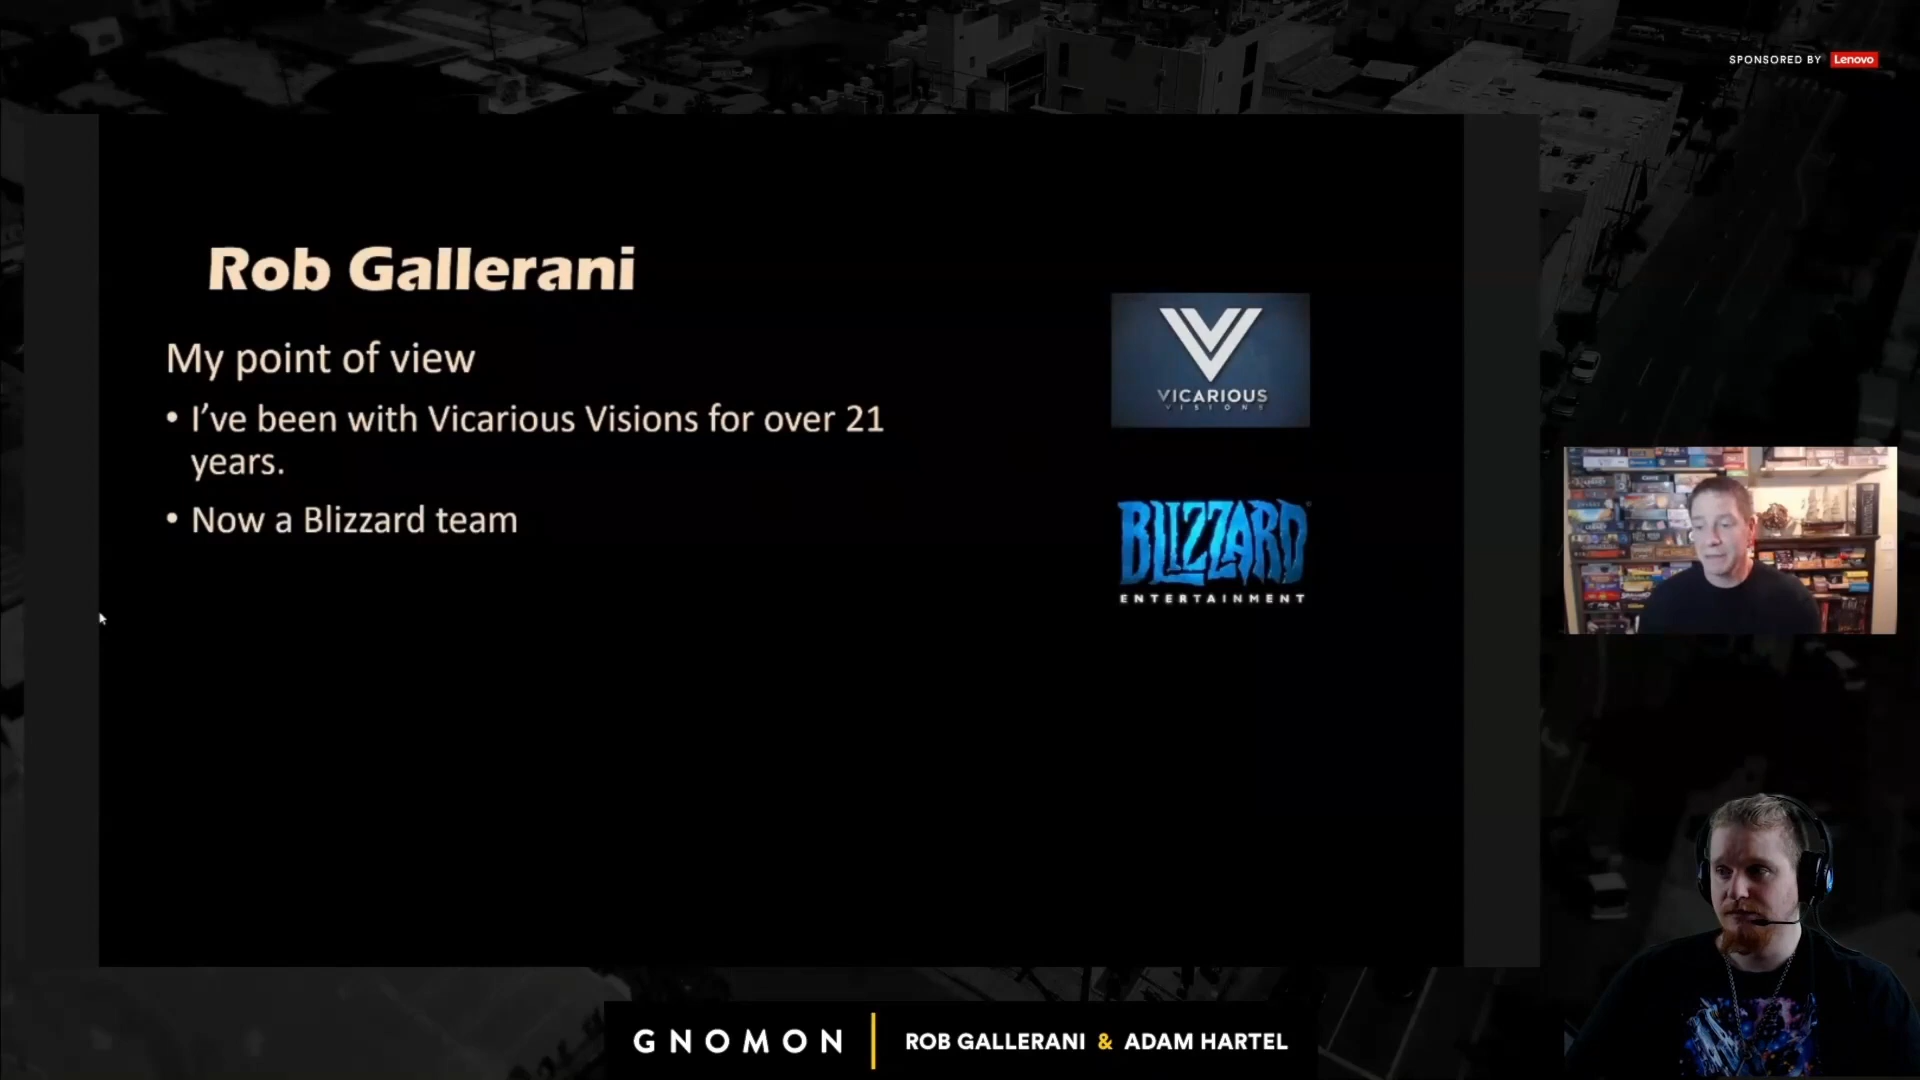 SPONSORED BY Lenovo
Rob Gallerani
My point of view
• I've been with Vicarious Visions for over 21
years.
• Now a Blizzard team
VICARIOUS
VISIONS
BLIZZARD
ENTERTAINMENT
GNOMON | ROB GALLERANI & ADAM HARTEL